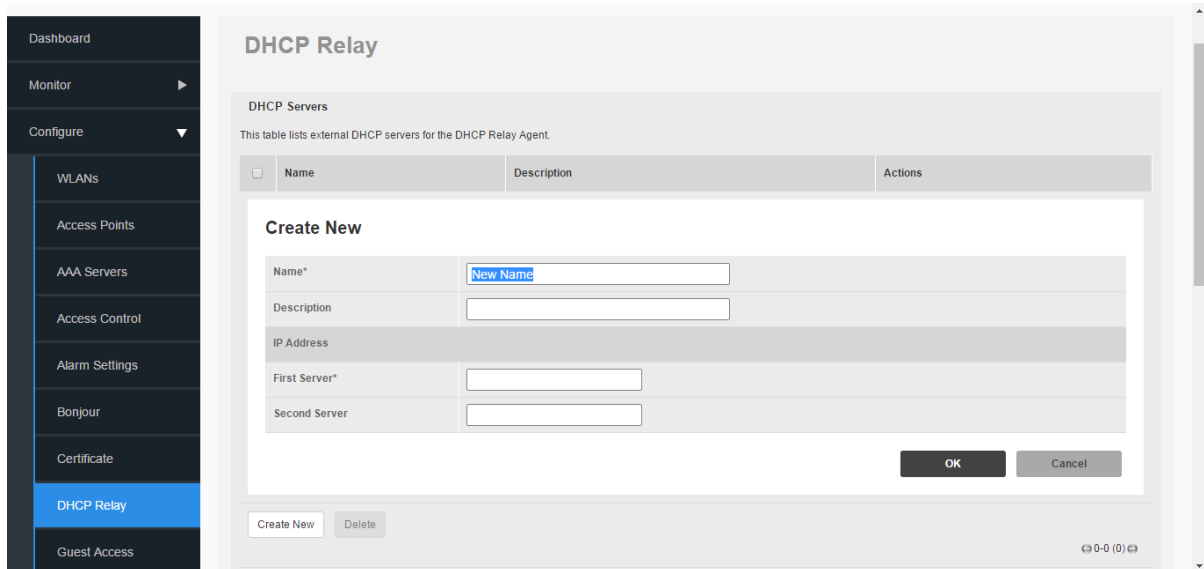 Dashboard
Monitor
Configure
WLANs
Access Points
AAA Servers
Access Control
Alarm Settings
Bonjour
Certificate
DHCP Relay
Guest Access
DHCP Relay
DHCP Servers
This table lists external DHCP servers for the DHCP Relay Agent.
Name Description Actions
Create New
Name* New Name
Description
IP Address
First Server*
Second Server
OK Cancel
Create New Delete
0-0 (0)